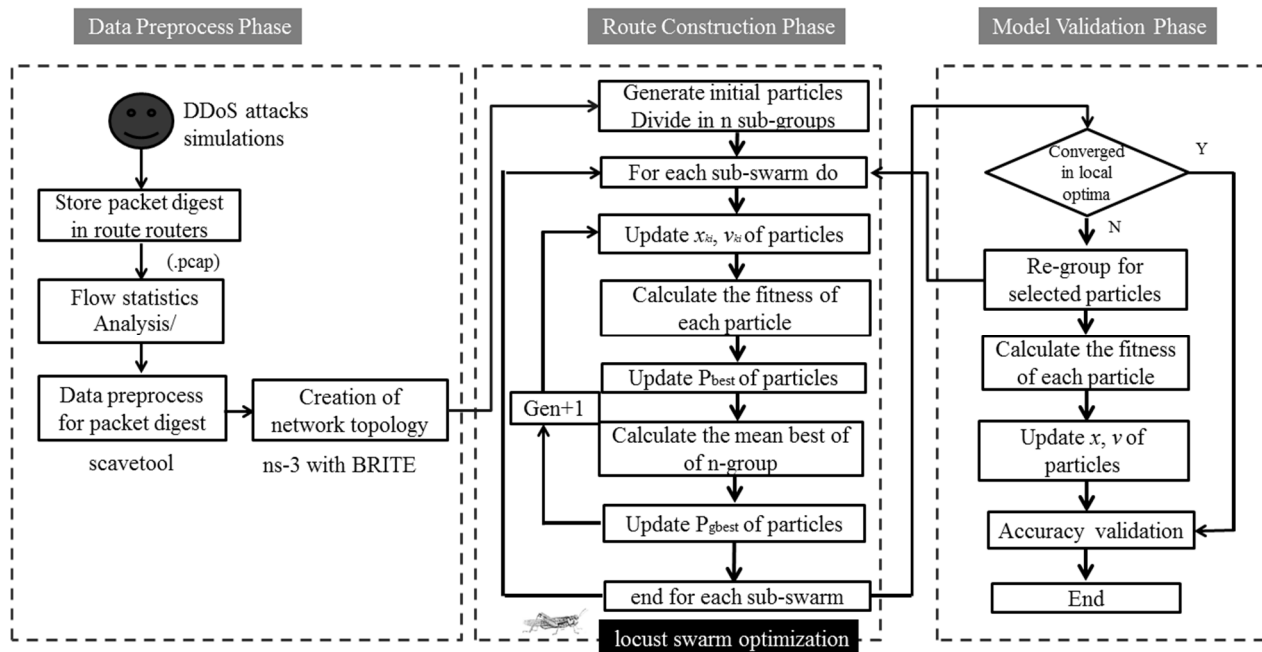 Data Preprocess Phase
DDoS attacks
simulations
Store packet digest
in route routers
(.pcap)
Flow statistics
Analysis/
Data preprocess
for packet digest
scavetool
Creation of
network topology
ns-3 with BRITE
Route Construction Phase
Generate initial particles
Divide in n sub-groups
For each sub-swarm do
Update xki, vki of particles
Calculate the fitness of
each particle
Update Pbest of particles
Gen+1
Calculate the mean best of
of n-group
Update Pgbest of particles
end for each sub-swarm
locust swarm optimization
Model Validation Phase
Converged
in local
optima
Y
N
Re-group for
selected particles
Calculate the fitness
of each particle
Update x, v of
particles
Accuracy validation
End